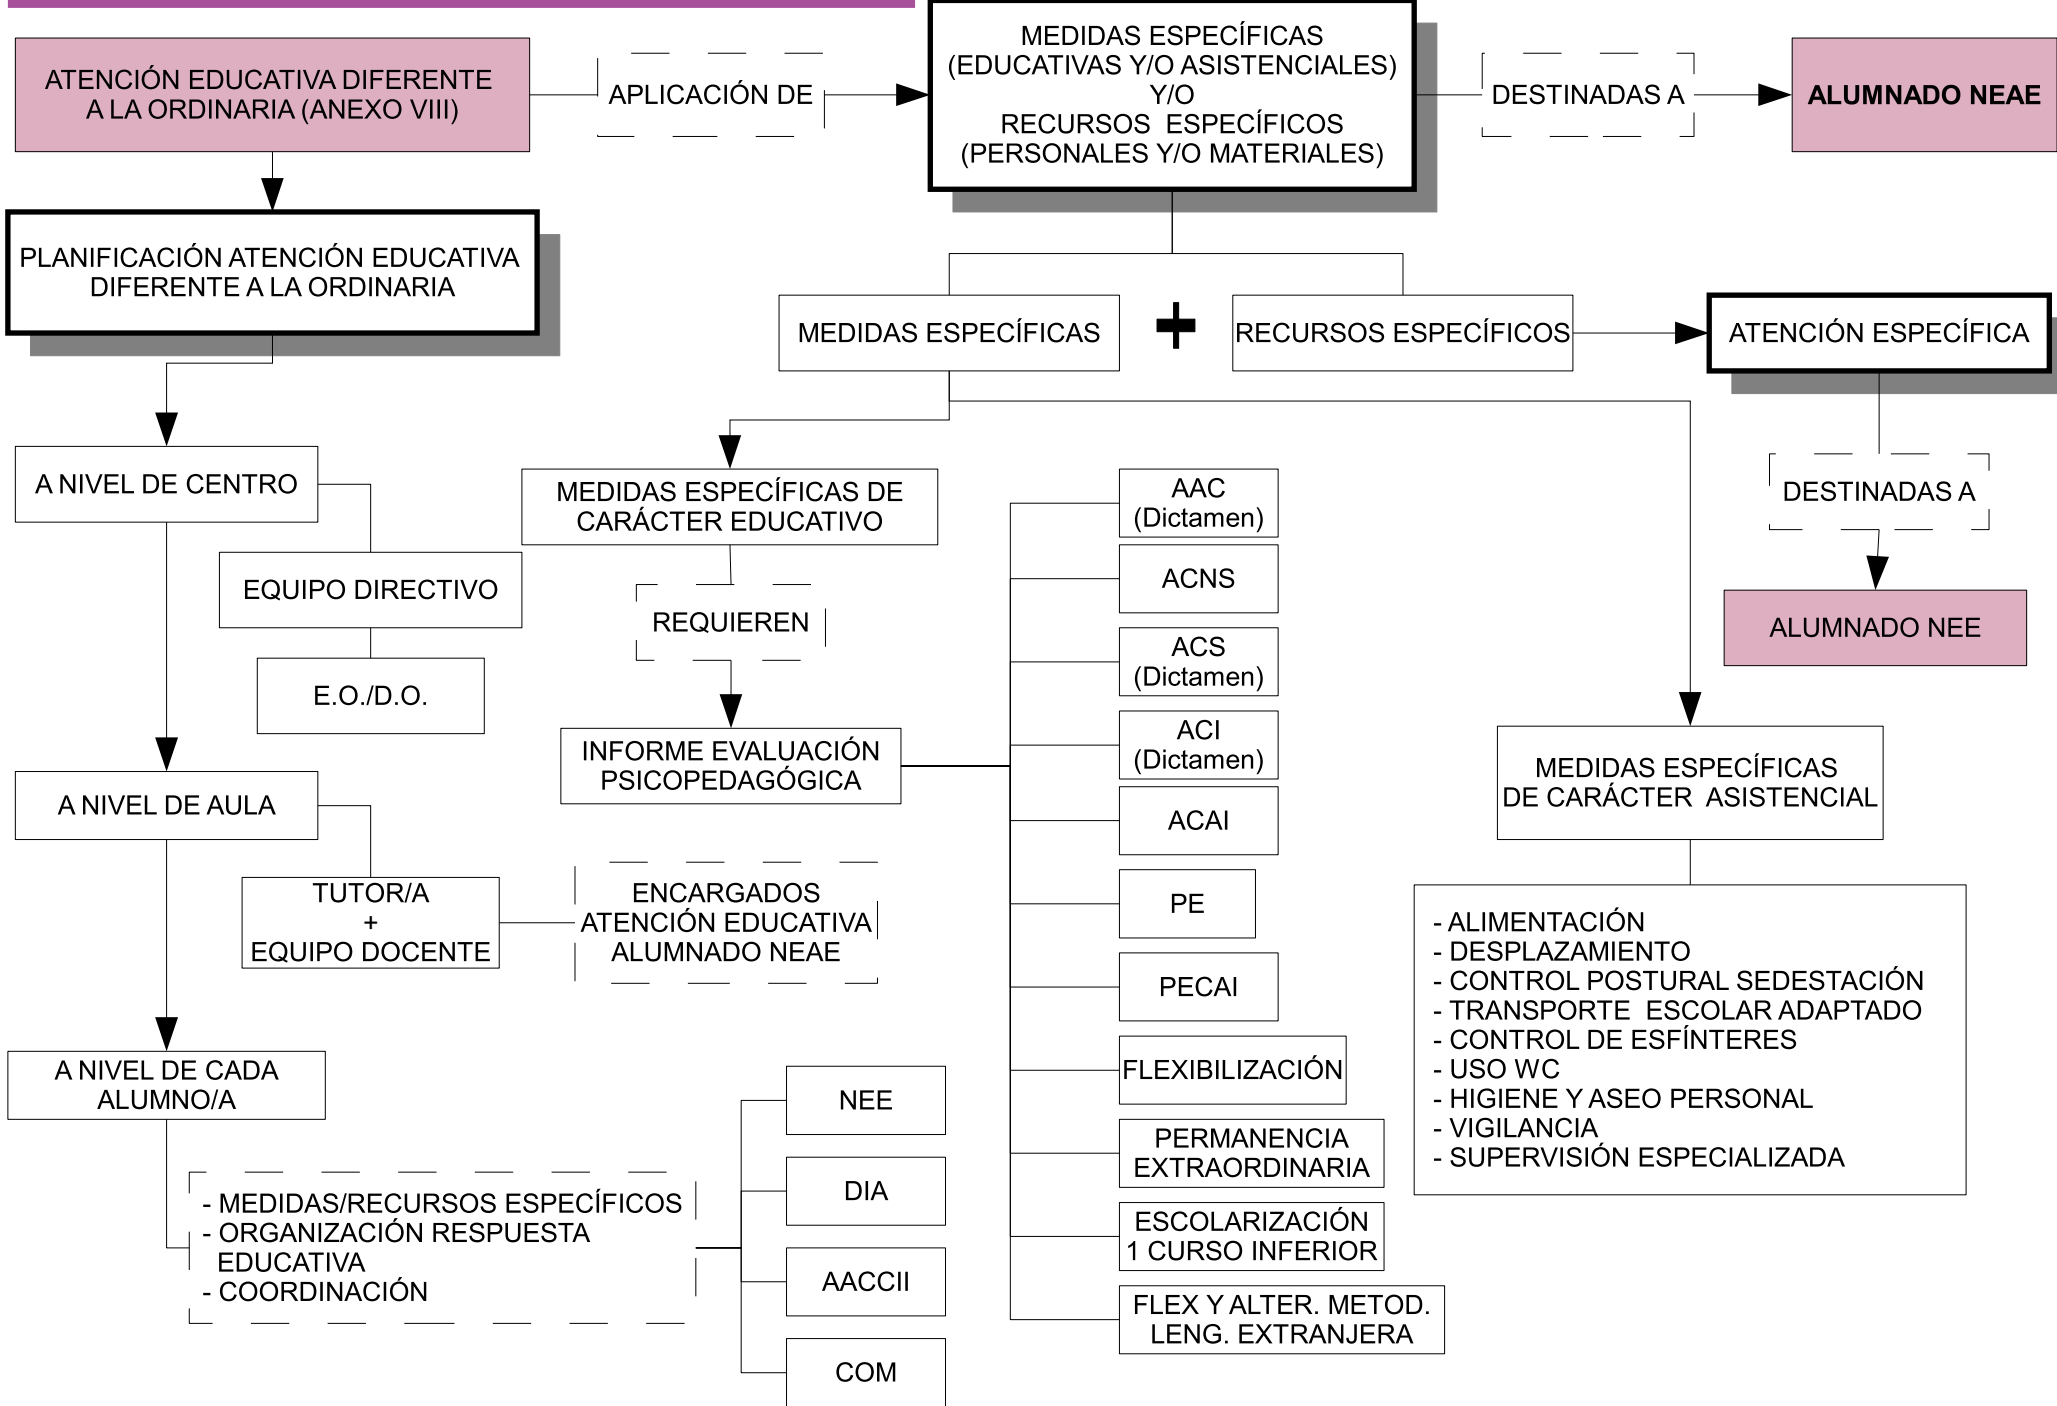 ATENCIÓN EDUCATIVA DIFERENTE
A LA ORDINARIA (ANEXO VIII)
APLICACIÓN DE
MEDIDAS ESPECÍFICAS
(EDUCATIVAS Y/O ASISTENCIALES)
Y/O
RECURSOS ESPECÍFICOS
(PERSONALES Y/O MATERIALES)
DESTINADAS A
ALUMNADO NEAE
PLANIFICACIÓN ATENCIÓN EDUCATIVA
DIFERENTE A LA ORDINARIA
MEDIDAS ESPECÍFICAS
+
RECURSOS ESPECÍFICOS
ATENCIÓN ESPECÍFICA
DESTINADAS A
ALUMNADO NEE
A NIVEL DE CENTRO
EQUIPO DIRECTIVO
E.O./D.O.
A NIVEL DE AULA
TUTOR/A
+
EQUIPO DOCENTE
ENCARGADOS
ATENCIÓN EDUCATIVA
ALUMNADO NEAE
A NIVEL DE CADA
ALUMNO/A
- MEDIDAS/RECURSOS ESPECÍFICOS
- ORGANIZACIÓN RESPUESTA
EDUCATIVA
- COORDINACIÓN
NEE
DIA
AACCII
COM
MEDIDAS ESPECÍFICAS DE
CARÁCTER EDUCATIVO
REQUIEREN
INFORME EVALUACIÓN
PSICOPEDAGÓGICA
AAC
(Dictamen)
ACNS
ACS
(Dictamen)
ACI
(Dictamen)
ACAI
PE
PECAI
FLEXIBILIZACIÓN
PERMANENCIA
EXTRAORDINARIA
ESCOLARIZACIÓN
1 CURSO INFERIOR
FLEX Y ALTER. METOD.
LENG. EXTRANJERA
MEDIDAS ESPECÍFICAS
DE CARÁCTER ASISTENCIAL
- ALIMENTACIÓN
- DESPLAZAMIENTO
- CONTROL POSTURAL SEDESTACIÓN
- TRANSPORTE ESCOLAR ADAPTADO
- CONTROL DE ESFÍNTERES
- USO WC
- HIGIENE Y ASEO PERSONAL
- VIGILANCIA
- SUPERVISIÓN ESPECIALIZADA